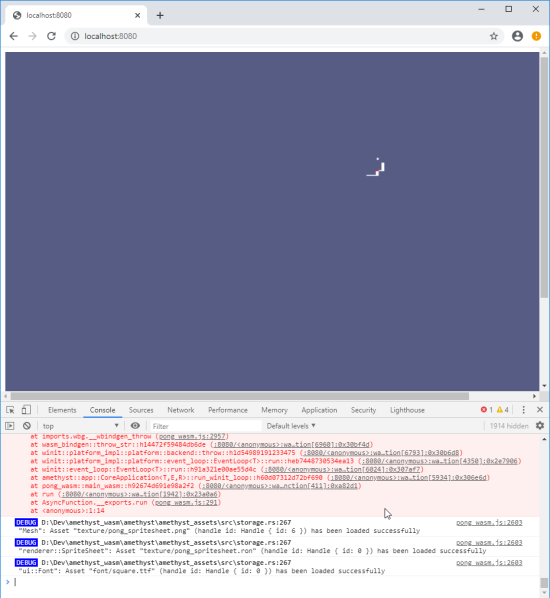 localhost:8080
localhost:8080
Elements Console Sources Network Performance Memory Application Security Lighthouse 1 4
top Filter Default levels ▼ 1914 hidden
at imports.wbg.__wbindgen_throw (pong_wasm.js:2957)
at wasm_bindgen::throw_str::h14472f59484db6de (:8080/<anonymous>:wa…tion[6960]:0x30bf4d)
at winit::platform_impl::platform::backend::throw::h1d54989191233475 (:8080/<anonymous>:wa…tion[6793]:0x30b6d8)
at winit::platform_impl::platform::event_loop::EventLoop<T>::run::heb7448730534ea13 (:8080/<anonymous>:wa…tion[4350]:0x2e7906)
at winit::event_loop::EventLoop<T>::run::h91a321e00ae55d4c (:8080/<anonymous>:wa…tion[6024]:0x307af7)
at amethyst::app::CoreApplication<T,E,R>::run_winit_loop::h60d07312d72bf690 (:8080/<anonymous>:wa…tion[5934]:0x306e6d)
at pong_wasm::main_wasm::h92674d691e98a2f2 (:8080/<anonymous>:wa…nction[411]:0xa82d1)
at run (:8080/<anonymous>:wa…tion[1942]:0x23a0a6)
at AsyncFunction.__exports.run (pong_wasm.js:291)
at <anonymous>:1:14
DEBUG D:\Dev\amethyst_wasm\amethyst\amethyst_assets\src\storage.rs:267 pong_wasm.js:2603
"Mesh": Asset "texture/pong_spritesheet.png" (handle id: Handle { id: 6 }) has been loaded successfully
DEBUG D:\Dev\amethyst_wasm\amethyst\amethyst_assets\src\storage.rs:267 pong_wasm.js:2603
"renderer::SpriteSheet": Asset "texture/pong_spritesheet.ron" (handle id: Handle { id: 0 }) has been loaded successfully
DEBUG D:\Dev\amethyst_wasm\amethyst\amethyst_assets\src\storage.rs:267 pong_wasm.js:2603
"ui::Font": Asset "font/square.ttf" (handle id: Handle { id: 0 }) has been loaded successfully